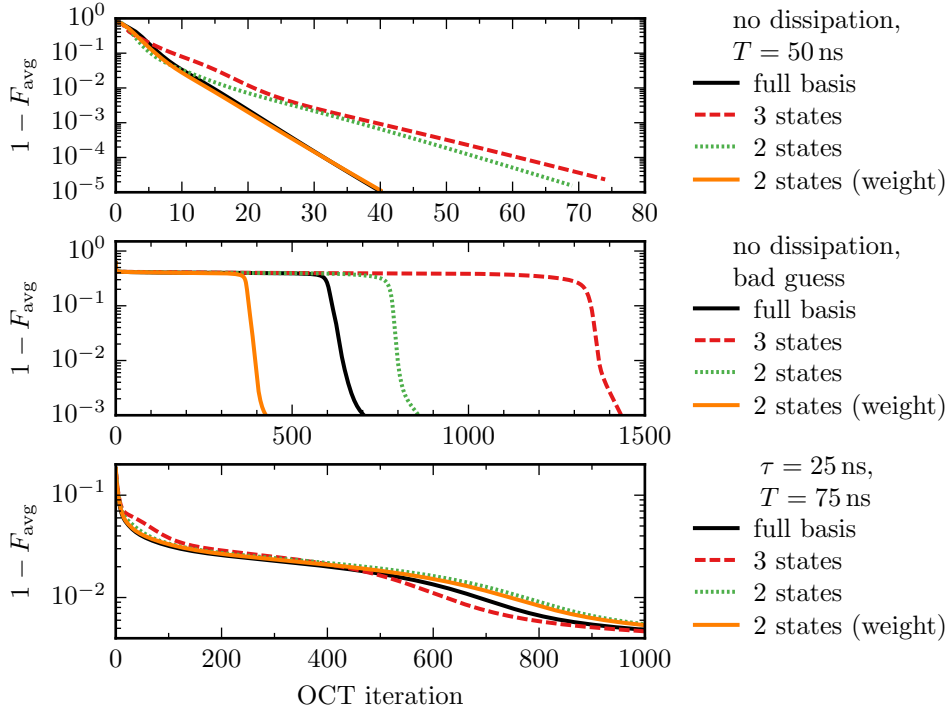 10⁰
10⁻¹
10⁻²
10⁻³
10⁻⁴
10⁻⁵
1 − F_avg
0 10 20 30 40 50 60 70 80
no dissipation,
T = 50 ns
full basis
3 states
2 states
2 states (weight)
10⁰
10⁻¹
10⁻²
10⁻³
1 − F_avg
0 500 1000 1500
no dissipation,
bad guess
full basis
3 states
2 states
2 states (weight)
10⁻¹
10⁻²
1 − F_avg
0 200 400 600 800 1000
OCT iteration
τ = 25 ns,
T = 75 ns
full basis
3 states
2 states
2 states (weight)